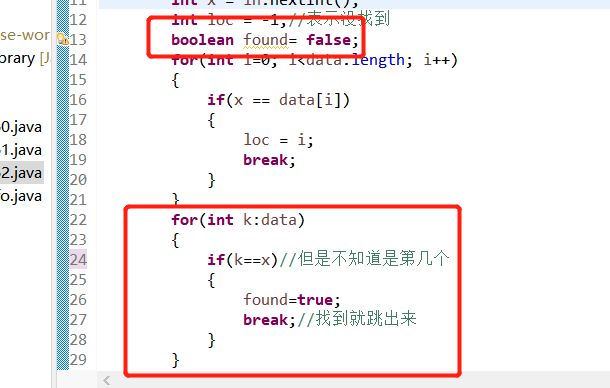 se-wor
brary [Ja
0.java
1.java
2.java
fo.java
11 int x = in.nextInt();
12 int loc = -1;//表示没找到
13 boolean found= false;
14 for(int i=0; i<data.length; i++)
15 {
16 if(x == data[i])
17 {
18 loc = i;
19 break;
20 }
21 }
22 for(int k:data)
23 {
24 if(k==x)//但是不知道是第几个
25 {
26 found=true;
27 break;//找到就跳出来
28 }
29 }